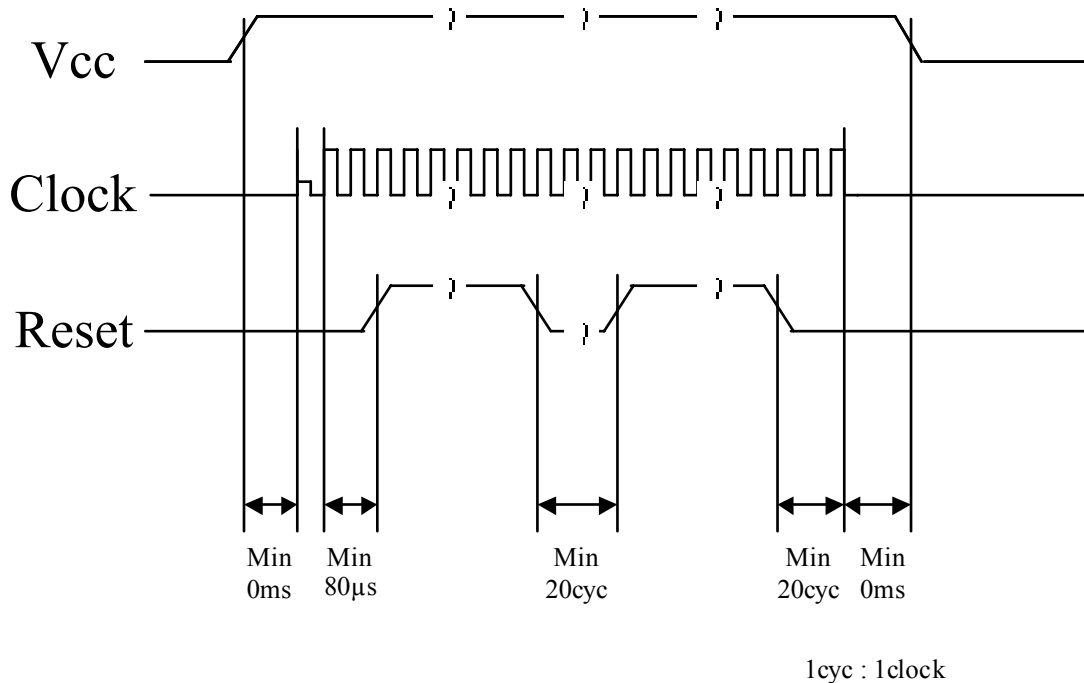 Vcc
Clock
Reset
Min
0ms
Min
80µs
Min
20cyc
Min
20cyc
Min
0ms
1cyc : 1clock